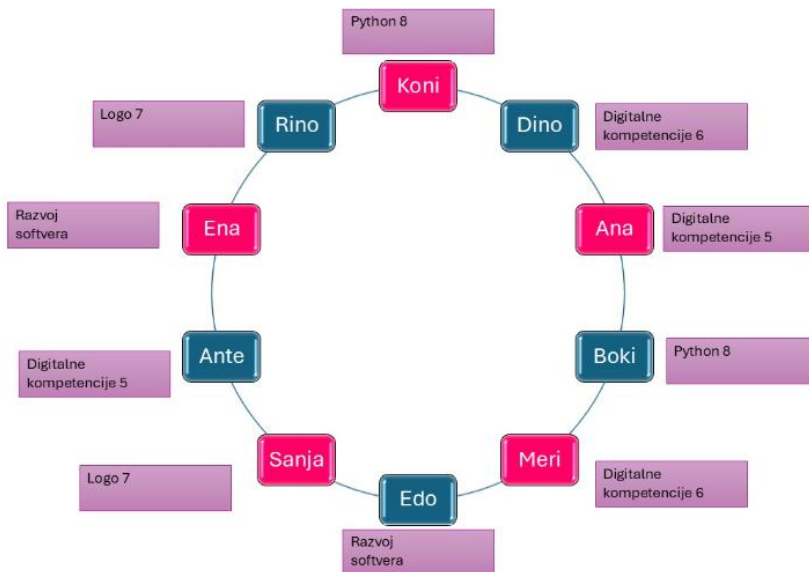 Python 8
Koni
Logo 7
Rino
Dino
Digitalne
kompetencije 6
Razvoj
softvera
Ena
Ana
Digitalne
kompetencije 5
Digitalne
kompetencije 5
Ante
Boki
Python 8
Logo 7
Sanja
Meri
Digitalne
kompetencije 6
Edo
Razvoj
softvera